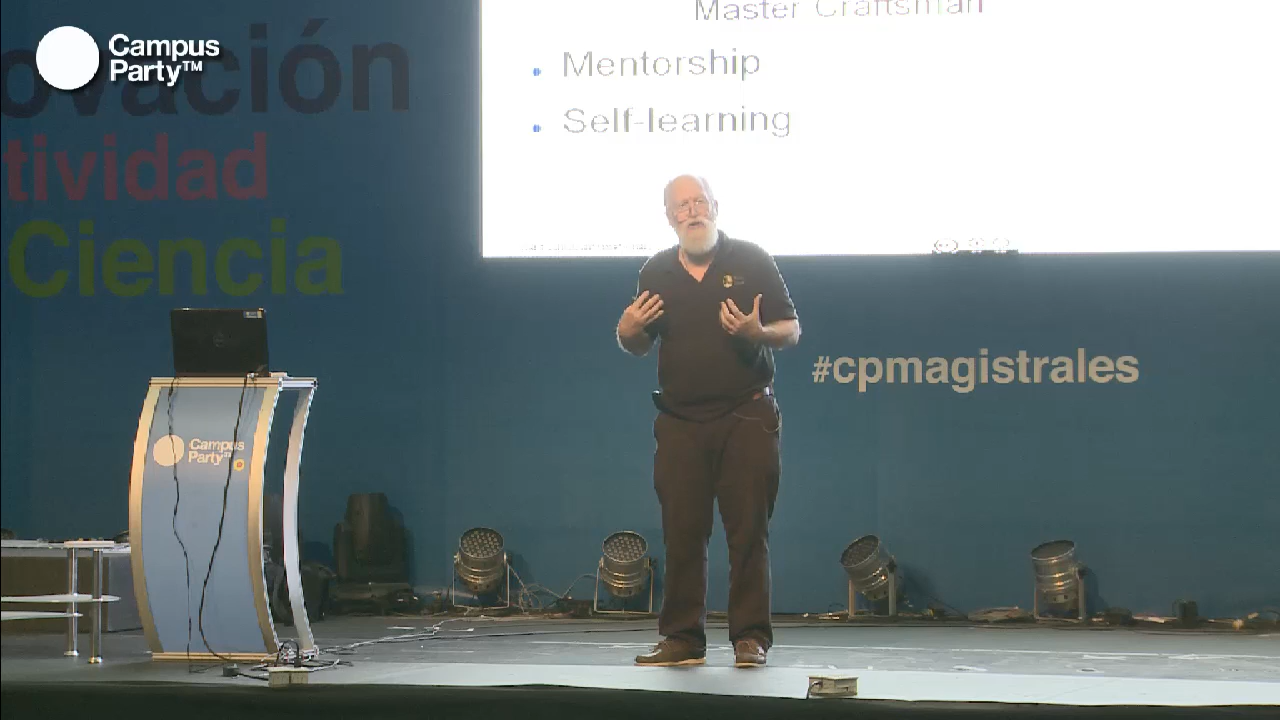 Campus
Party™
ovación
tividad
Ciencia
Master Craftsman
Mentorship
Self-learning
#cpmagistrales
Campus
Party